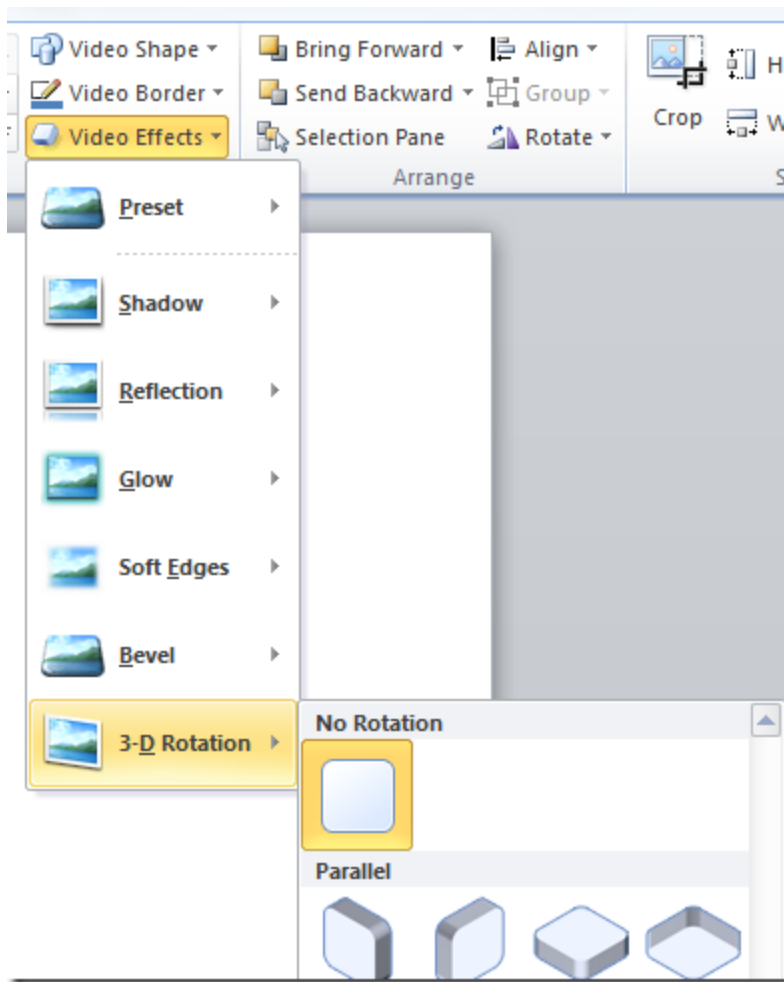 Video Shape Bring Forward Align
Video Border Send Backward Group Crop
Video Effects Selection Pane Rotate
Arrange
Preset
Shadow
Reflection
Glow
Soft Edges
Bevel
3-D Rotation
No Rotation
Parallel